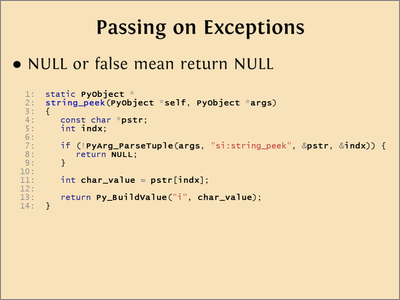 Passing on Exceptions
● NULL or false mean return NULL
1: static PyObject *
2: string_peek(PyObject *self, PyObject *args)
3: {
4:    const char *pstr;
5:    int indx;
6:
7:    if (!PyArg_ParseTuple(args, "si:string_peek", &pstr, &indx)) {
8:       return NULL;
9:    }
10:
11:    int char_value = pstr[indx];
12:
13:    return Py_BuildValue("i", char_value);
14: }